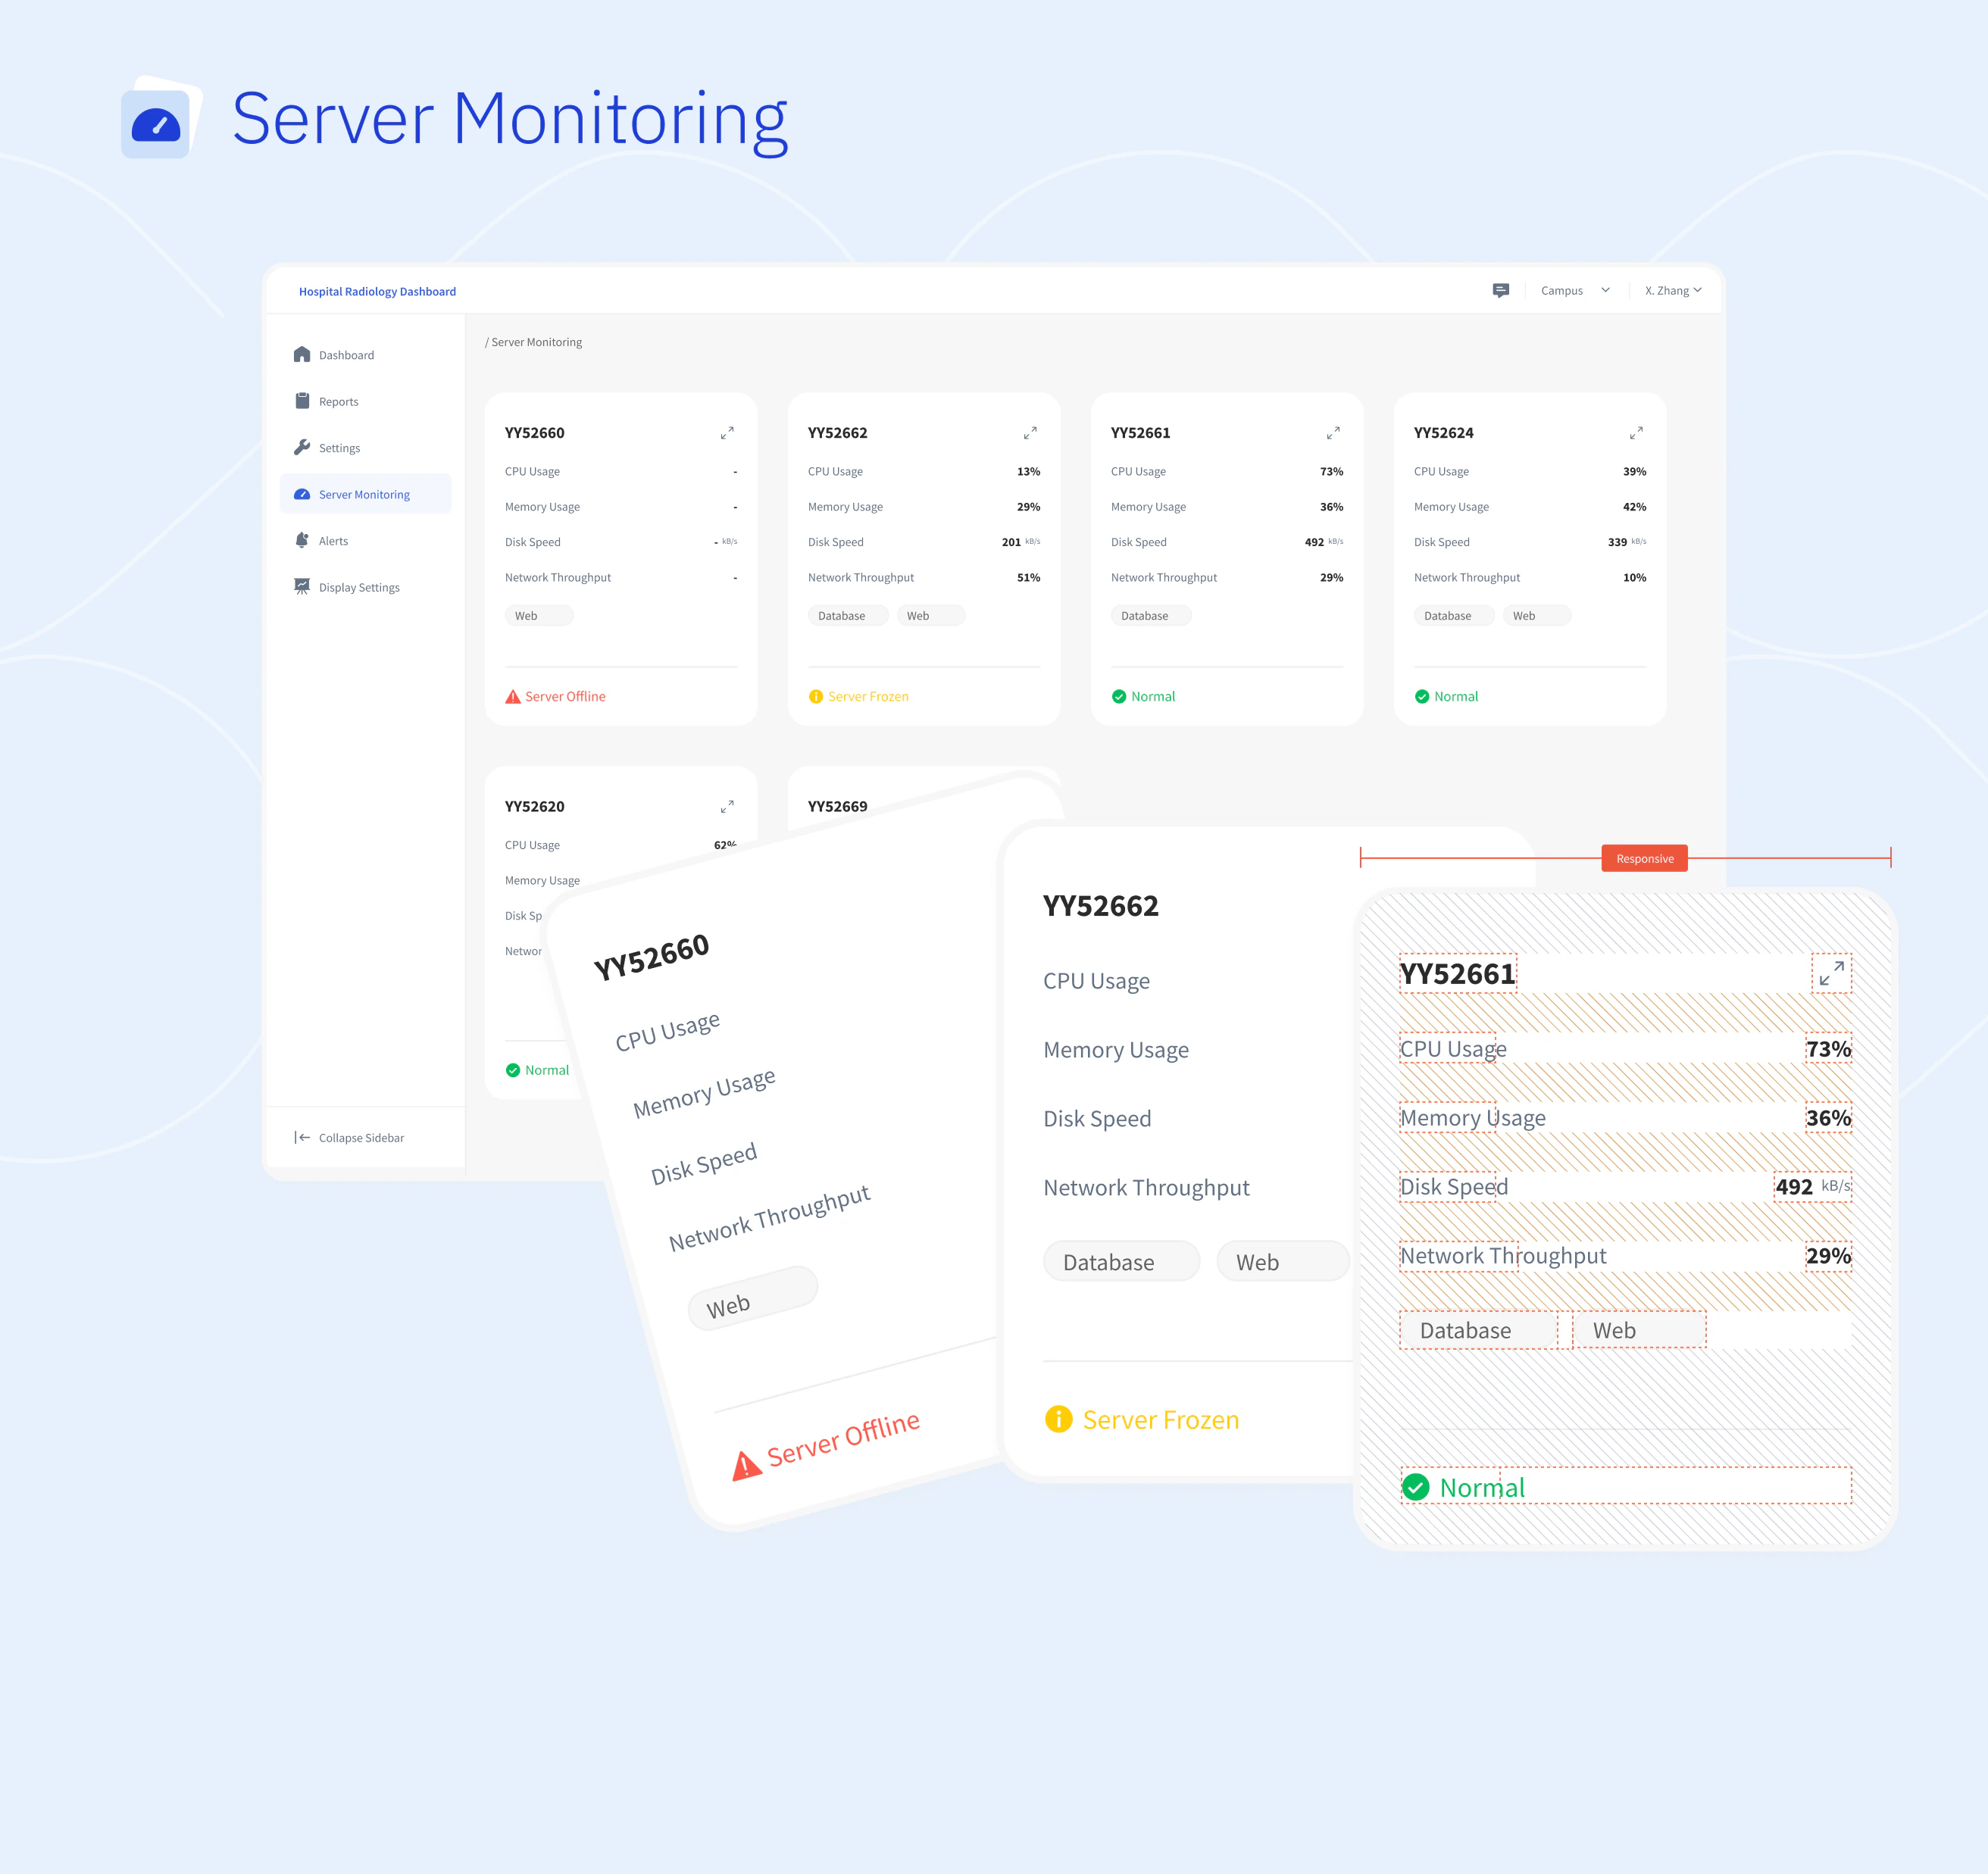 Server Monitoring
Hospital Radiology Dashboard
Campus
X. Zhang
Dashboard
Reports
Settings
Server Monitoring
Alerts
Display Settings
Collapse Sidebar
/ Server Monitoring
YY52660
CPU Usage -
Memory Usage -
Disk Speed - kB/s
Network Throughput -
Web
Server Offline
YY52662
CPU Usage 13%
Memory Usage 29%
Disk Speed 201 kB/s
Network Throughput 51%
Database Web
Server Frozen
YY52661
CPU Usage 73%
Memory Usage 36%
Disk Speed 492 kB/s
Network Throughput 29%
Database
Normal
YY52624
CPU Usage 39%
Memory Usage 42%
Disk Speed 339 kB/s
Network Throughput 10%
Database Web
Normal
YY52620
CPU Usage 62%
Memory Usage
Disk Sp
Networ
Normal
YY52669
YY52660
CPU Usage
Memory Usage
Disk Speed
Network Throughput
Web
Server Offline
YY52662
CPU Usage
Memory Usage
Disk Speed
Network Throughput
Database Web
Server Frozen
Responsive
YY52661
CPU Usage 73%
Memory Usage 36%
Disk Speed 492 kB/s
Network Throughput 29%
Database Web
Normal